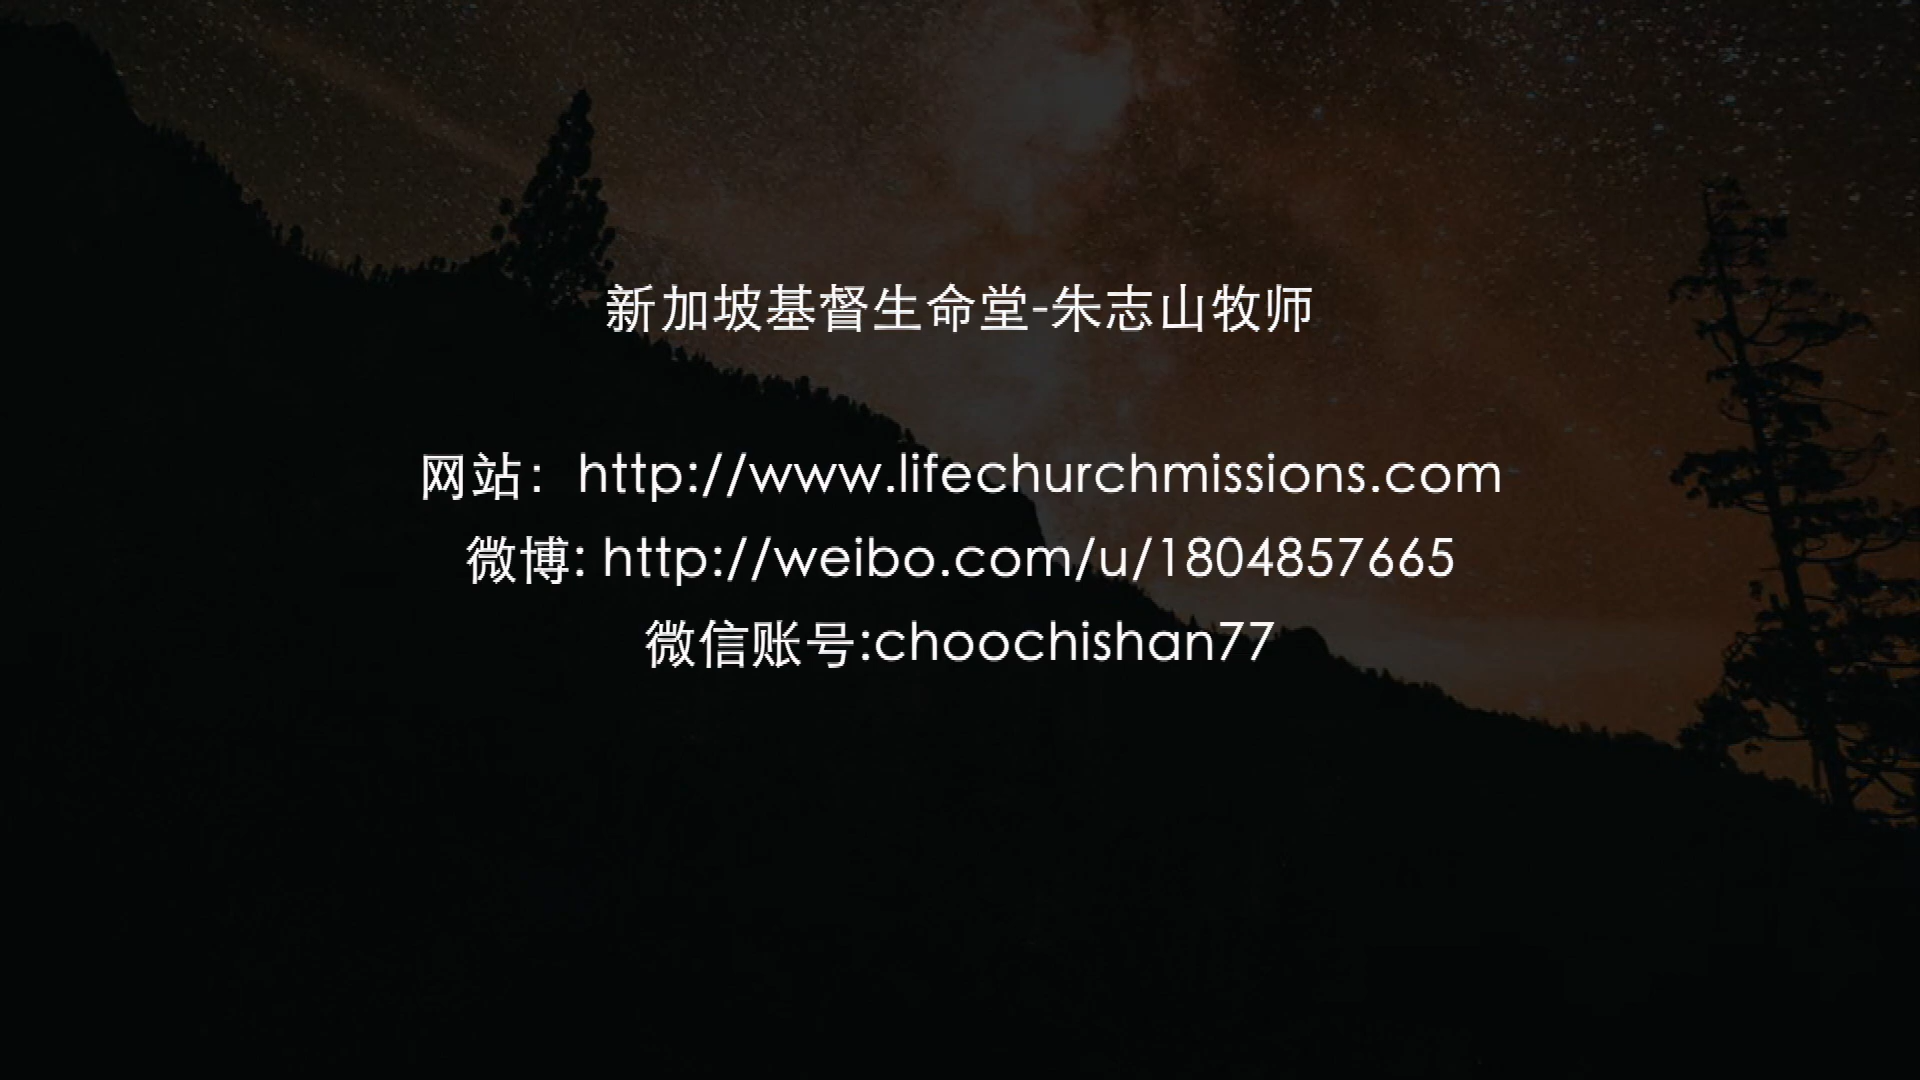 新加坡基督生命堂-朱志山牧师
网站：http://www.lifechurchmissions.com
微博: http://weibo.com/u/1804857665
微信账号:choochishan77